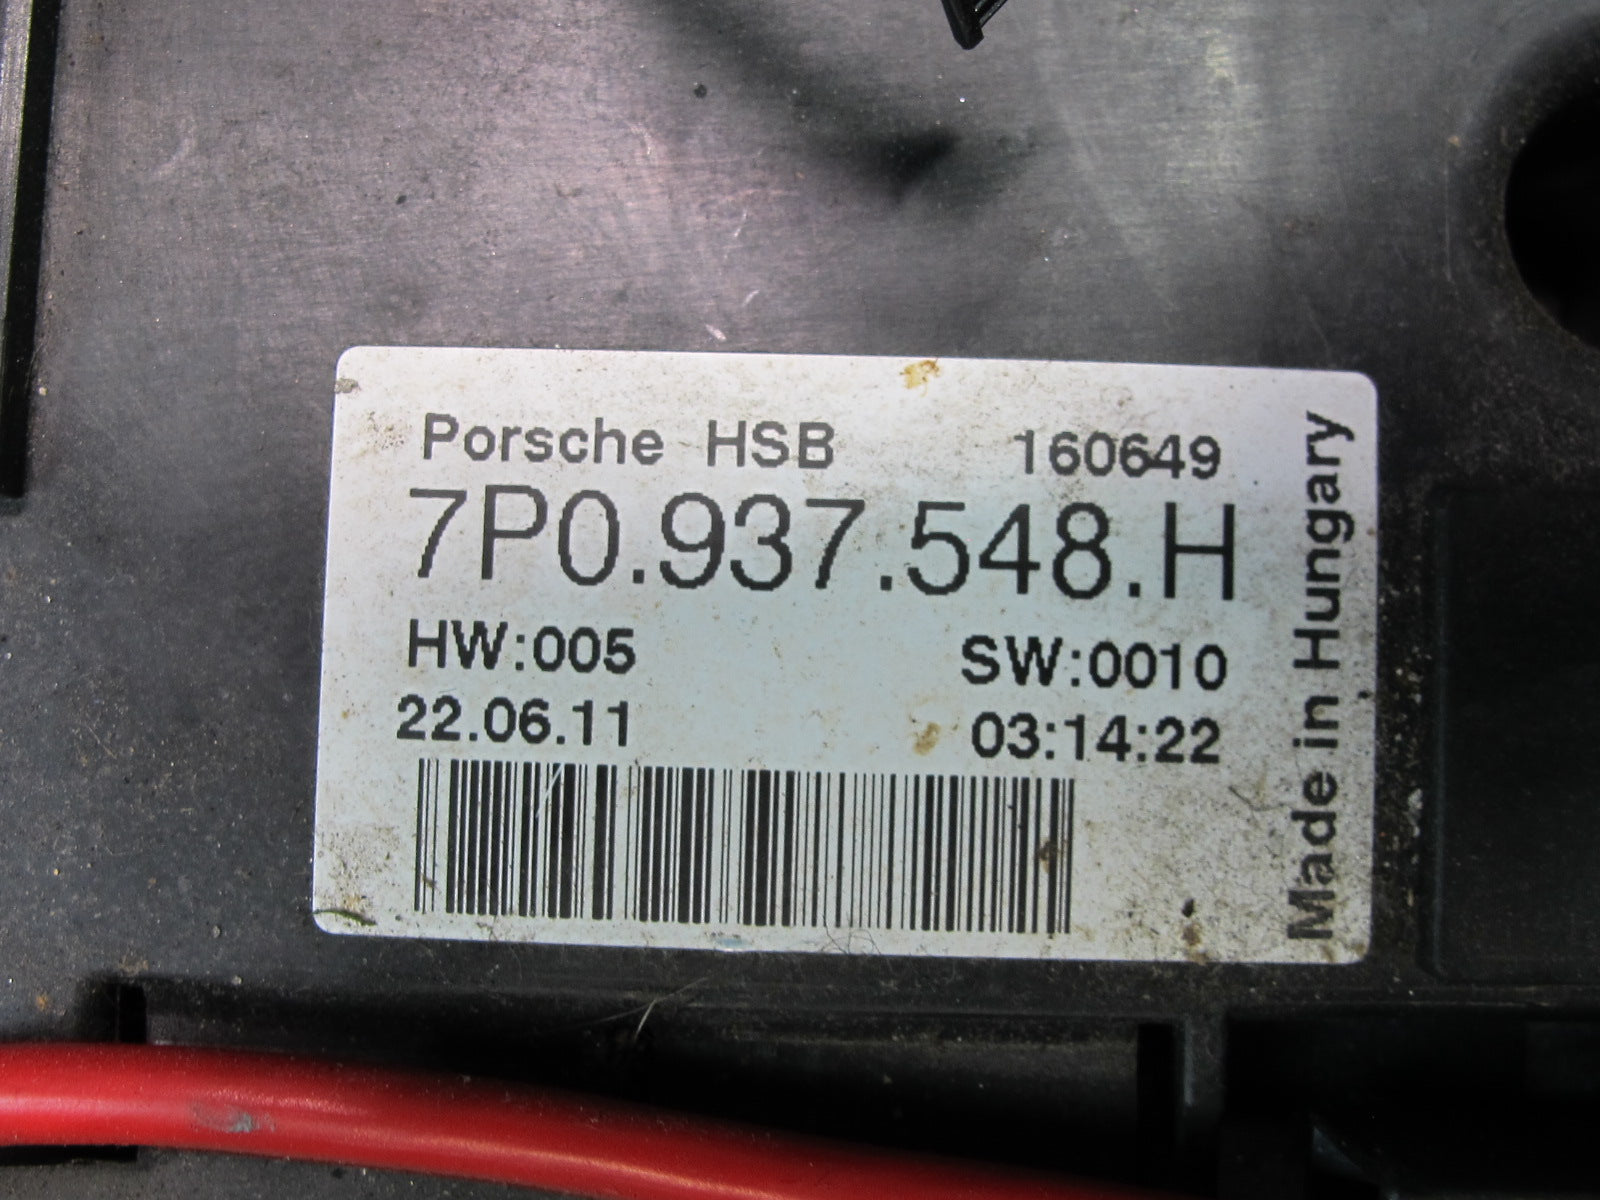 Porsche HSB 160649
7P0.937.548.H
HW:005 SW:0010
22.06.11 03:14:22
Made in Hungary